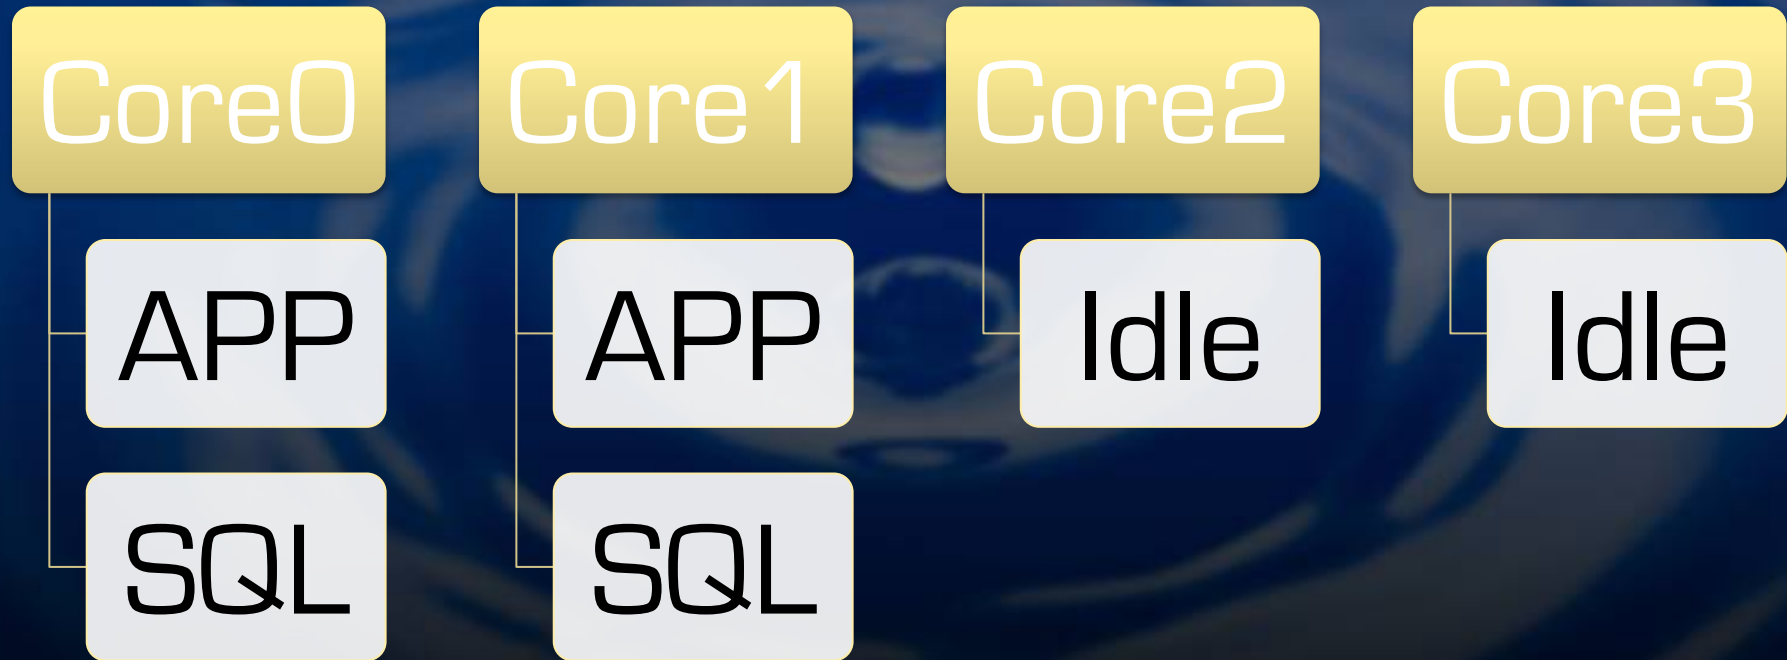 Core0
APP
SQL
Core1
APP
SQL
Core2
Idle
Core3
Idle